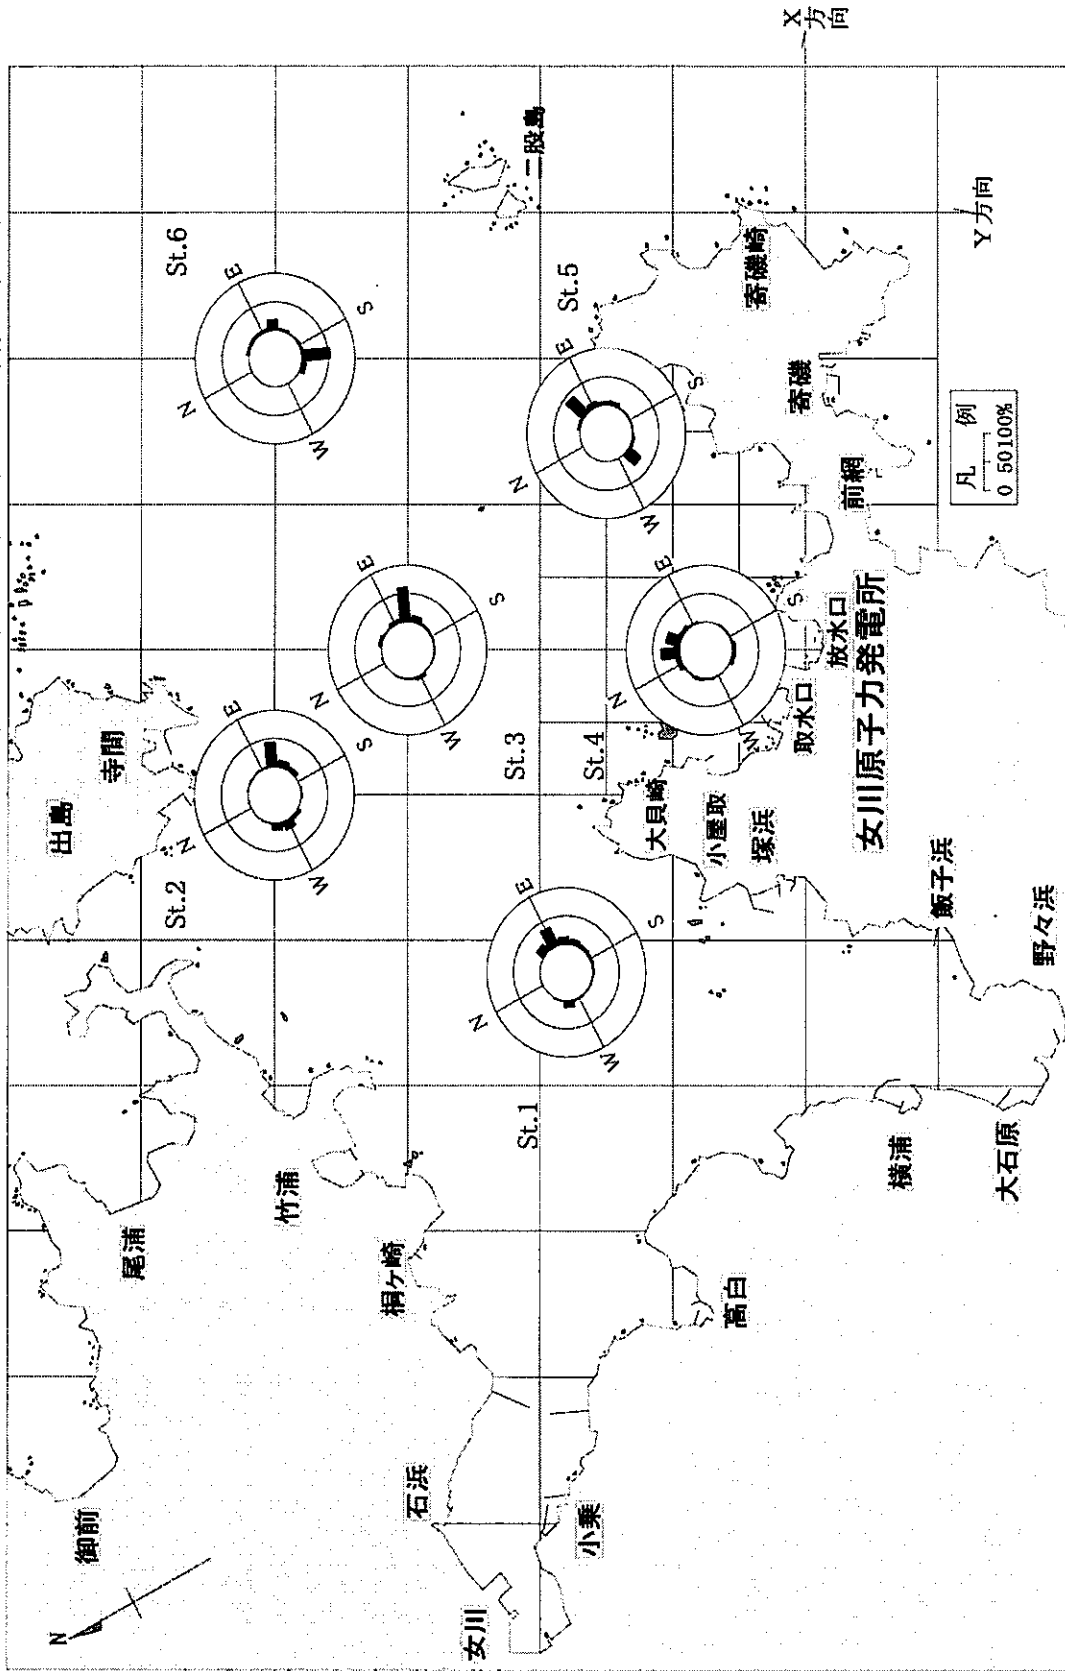 N
御前
女川
石浜
小乗
尾浦
桐ケ崎
竹浦
高白
横浦
大石原
野々浜
飯子浜
St.1
N
E
S
W
出島
寺間
St.2
N
E
S
W
St.3
N
E
S
W
St.4
N
E
S
W
大貝崎
小屋取
塚浜
取水口
放水口
女川原子力発電所
St.5
N
E
S
W
St.6
N
E
S
W
二股島
寄磯崎
寄磯
前網
凡例
0 50100%
X方向
Y方向